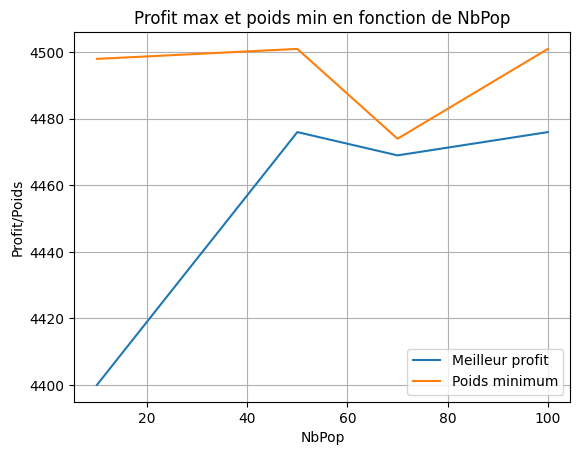 Profit max et poids min en fonction de NbPop
4500
4480
4460
4440
4420
4400
Profit/Poids
20
40
60
80
100
NbPop
Meilleur profit
Poids minimum